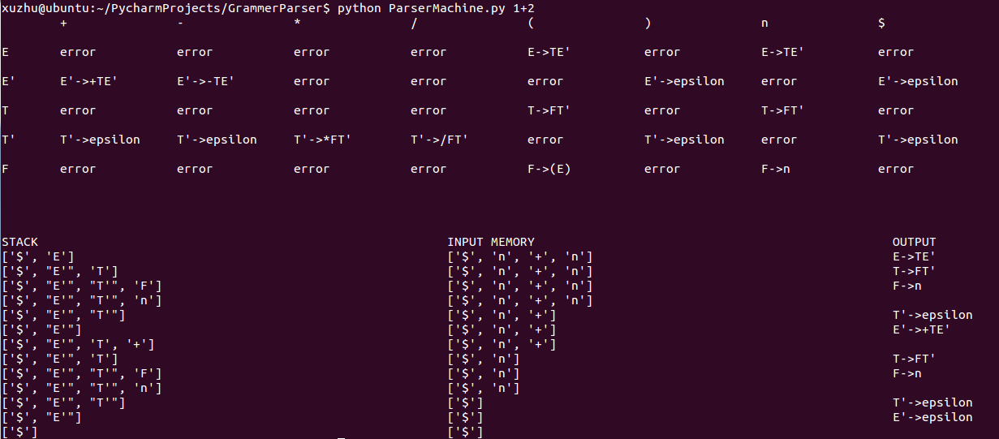 xuzhu@ubuntu:~/PycharmProjects/GrammerParser$ python ParserMachine.py 1+2
+ - * / ( ) n $
E error error error error E->TE' error E->TE' error
E' E'->+TE' E'->-TE' error error error E'->epsilon error E'->epsilon
T error error error error T->FT' error T->FT' error
T' T'->epsilon T'->epsilon T'->*FT' T'->/FT' error T'->epsilon error T'->epsilon
F error error error error F->(E) error F->n error
STACK INPUT MEMORY OUTPUT
['$', 'E'] ['$', 'n', '+', 'n'] E->TE'
['$', "E'", 'T'] ['$', 'n', '+', 'n'] T->FT'
['$', "E'", "T'", 'F'] ['$', 'n', '+', 'n'] F->n
['$', "E'", "T'", 'n'] ['$', 'n', '+', 'n']
['$', "E'", "T'"] ['$', 'n', '+'] T'->epsilon
['$', "E'"] ['$', 'n', '+'] E'->+TE'
['$', "E'", 'T', '+'] ['$', 'n', '+']
['$', "E'", 'T'] ['$', 'n'] T->FT'
['$', "E'", "T'", 'F'] ['$', 'n'] F->n
['$', "E'", "T'", 'n'] ['$', 'n']
['$', "E'", "T'"] ['$'] T'->epsilon
['$', "E'"] ['$'] E'->epsilon
['$'] ['$']